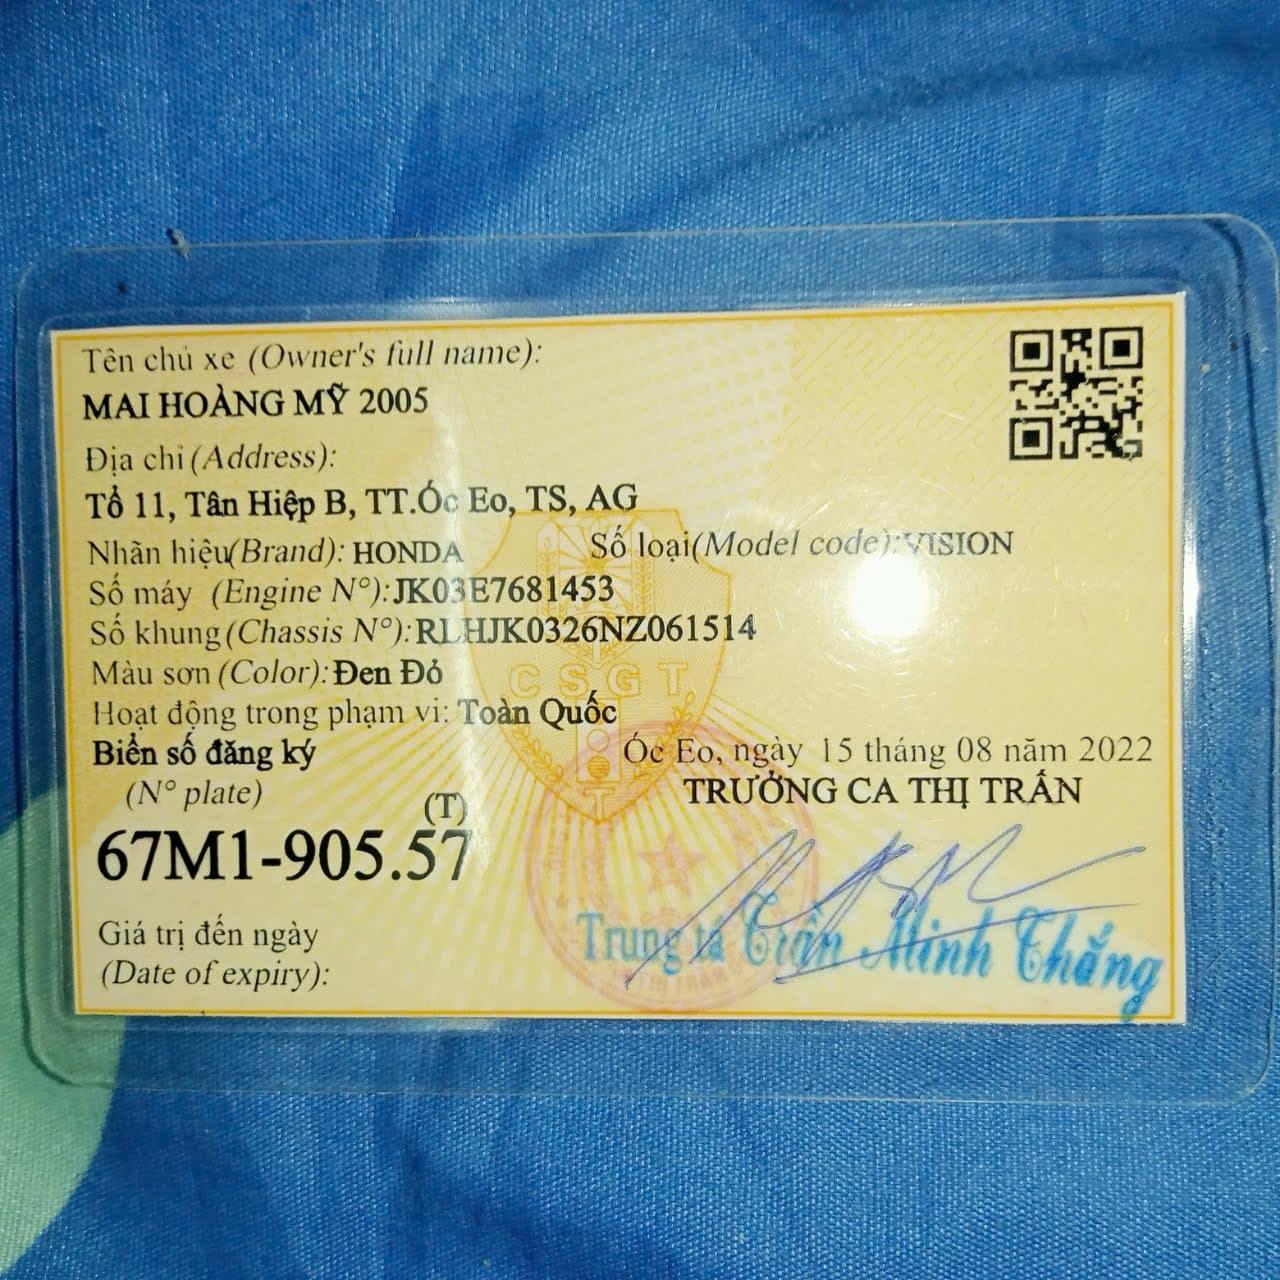 Tên chủ xe (Owner's full name):
MAI HOÀNG MỸ 2005
Địa chỉ (Address):
Tổ 11, Tân Hiệp B, TT.Óc Eo, TS, AG
Nhãn hiệu(Brand): HONDA Số loại(Model code):VISION
Số máy (Engine N°):JK03E7681453
Số khung(Chassis N°):RLHJK0326NZ061514
Màu sơn (Color):Đen Đỏ
CSGT
Hoạt động trong phạm vi: Toàn Quốc
Biển số đăng ký
(N° plate)
Óc Eo, ngày 15 tháng 08 năm 2022
TRƯỞNG CA THỊ TRẤN
(T)
67M1-905.57
Trung tá Trần Minh Thắng
Giá trị đến ngày
(Date of expiry):